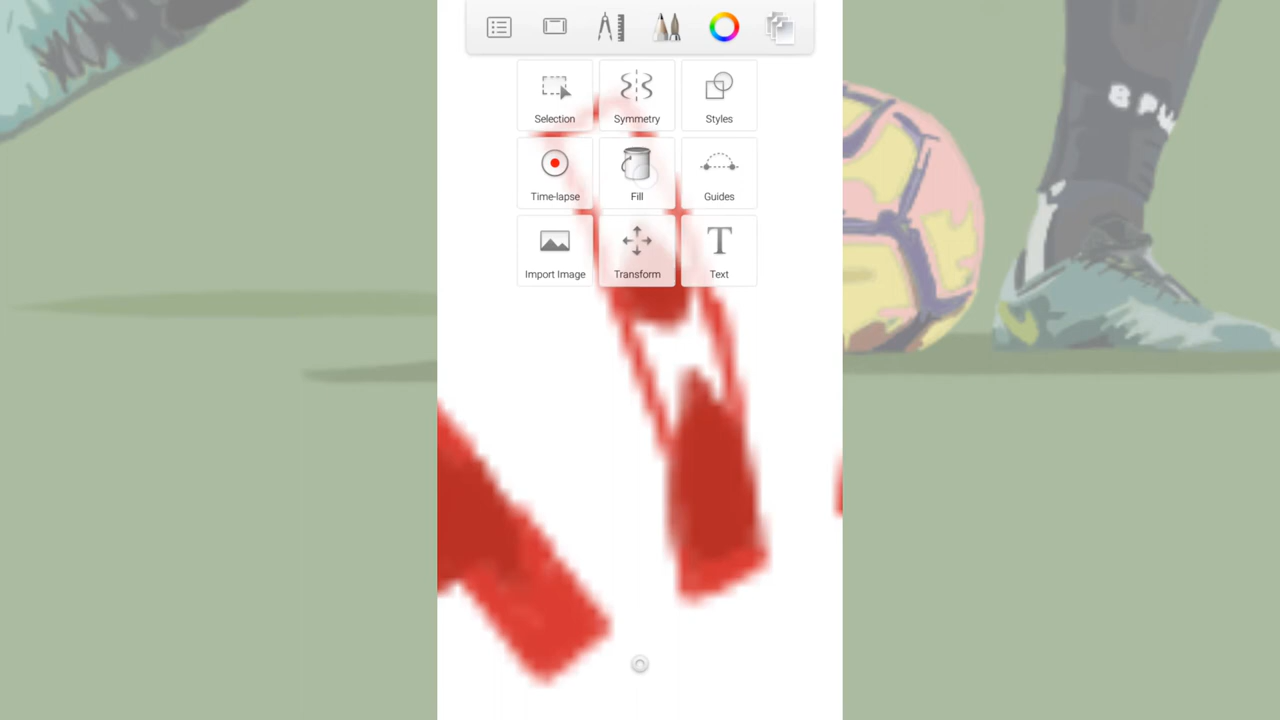 Selection Symmetry Styles
Time-lapse Fill Guides
Import Image Transform Text